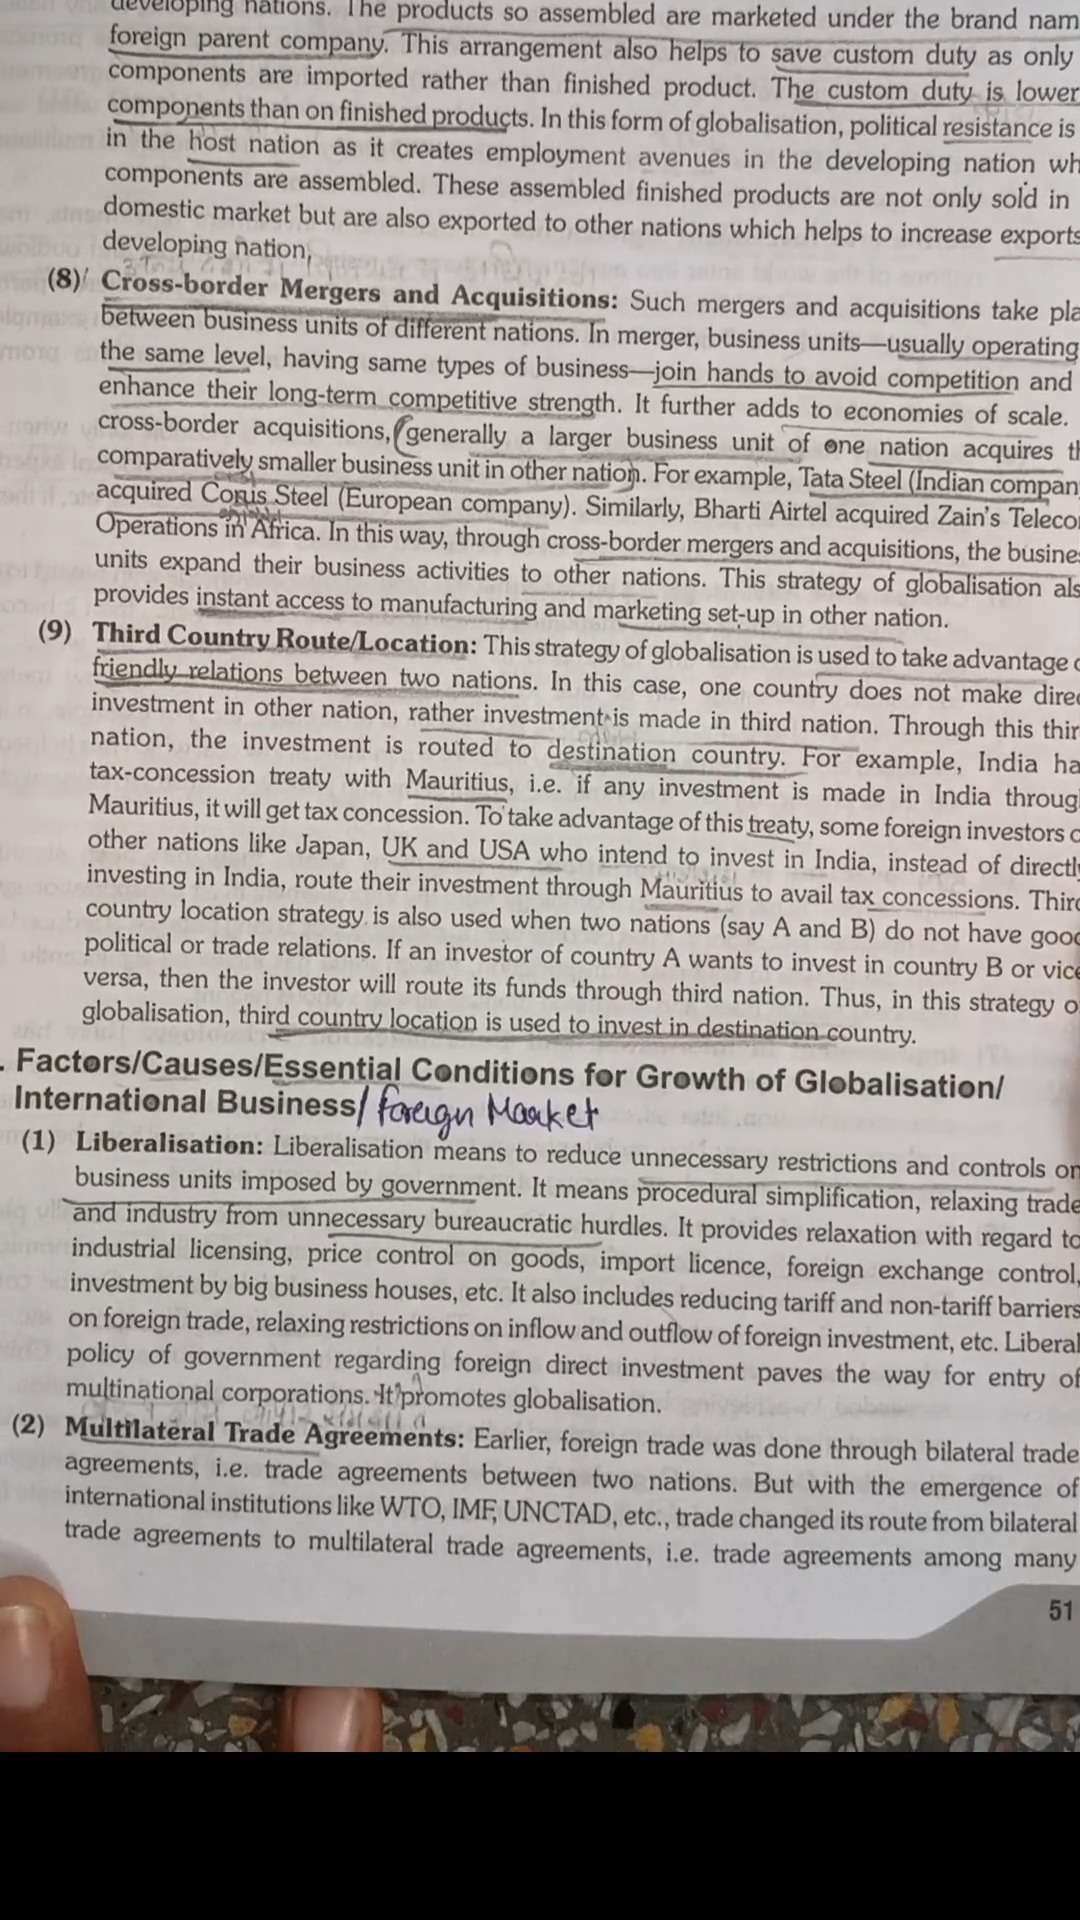 developing nations. The products so assembled are marketed under the brand nam
foreign parent company. This arrangement also helps to save custom duty as only
components are imported rather than finished product. The custom duty is lower
components than on finished products. In this form of globalisation, political resistance is
in the host nation as it creates employment avenues in the developing nation wh
components are assembled. These assembled finished products are not only sold in
domestic market but are also exported to other nations which helps to increase exports
developing nation,
(8) Cross-border Mergers and Acquisitions: Such mergers and acquisitions take pla
between business units of different nations. In merger, business units—usually operating
the same level, having same types of business—join hands to avoid competition and
enhance their long-term competitive strength. It further adds to economies of scale.
cross-border acquisitions, (generally a larger business unit of one nation acquires th
comparatively smaller business unit in other nation. For example, Tata Steel (Indian compan
acquired Corus Steel (European company). Similarly, Bharti Airtel acquired Zain's Teleco
Operations in Africa. In this way, through cross-border mergers and acquisitions, the busine
units expand their business activities to other nations. This strategy of globalisation als
provides instant access to manufacturing and marketing set-up in other nation.
(9) Third Country Route/Location: This strategy of globalisation is used to take advantage o
friendly relations between two nations. In this case, one country does not make direc
investment in other nation, rather investment is made in third nation. Through this thir
nation, the investment is routed to destination country. For example, India ha
tax-concession treaty with Mauritius, i.e. if any investment is made in India throug
Mauritius, it will get tax concession. To take advantage of this treaty, some foreign investors o
other nations like Japan, UK and USA who intend to invest in India, instead of directly
investing in India, route their investment through Mauritius to avail tax concessions. Third
country location strategy is also used when two nations (say A and B) do not have good
political or trade relations. If an investor of country A wants to invest in country B or vice
versa, then the investor will route its funds through third nation. Thus, in this strategy o
globalisation, third country location is used to invest in destination country.
. Factors/Causes/Essential Conditions for Growth of Globalisation/
International Business/ Foreign Market
(1) Liberalisation: Liberalisation means to reduce unnecessary restrictions and controls on
business units imposed by government. It means procedural simplification, relaxing trade
and industry from unnecessary bureaucratic hurdles. It provides relaxation with regard to
industrial licensing, price control on goods, import licence, foreign exchange control,
investment by big business houses, etc. It also includes reducing tariff and non-tariff barriers
on foreign trade, relaxing restrictions on inflow and outflow of foreign investment, etc. Liberal
policy of government regarding foreign direct investment paves the way for entry of
multinational corporations. It promotes globalisation.
(2) Multilateral Trade Agreements: Earlier, foreign trade was done through bilateral trade
agreements, i.e. trade agreements between two nations. But with the emergence of
international institutions like WTO, IMF, UNCTAD, etc., trade changed its route from bilateral
trade agreements to multilateral trade agreements, i.e. trade agreements among many
51